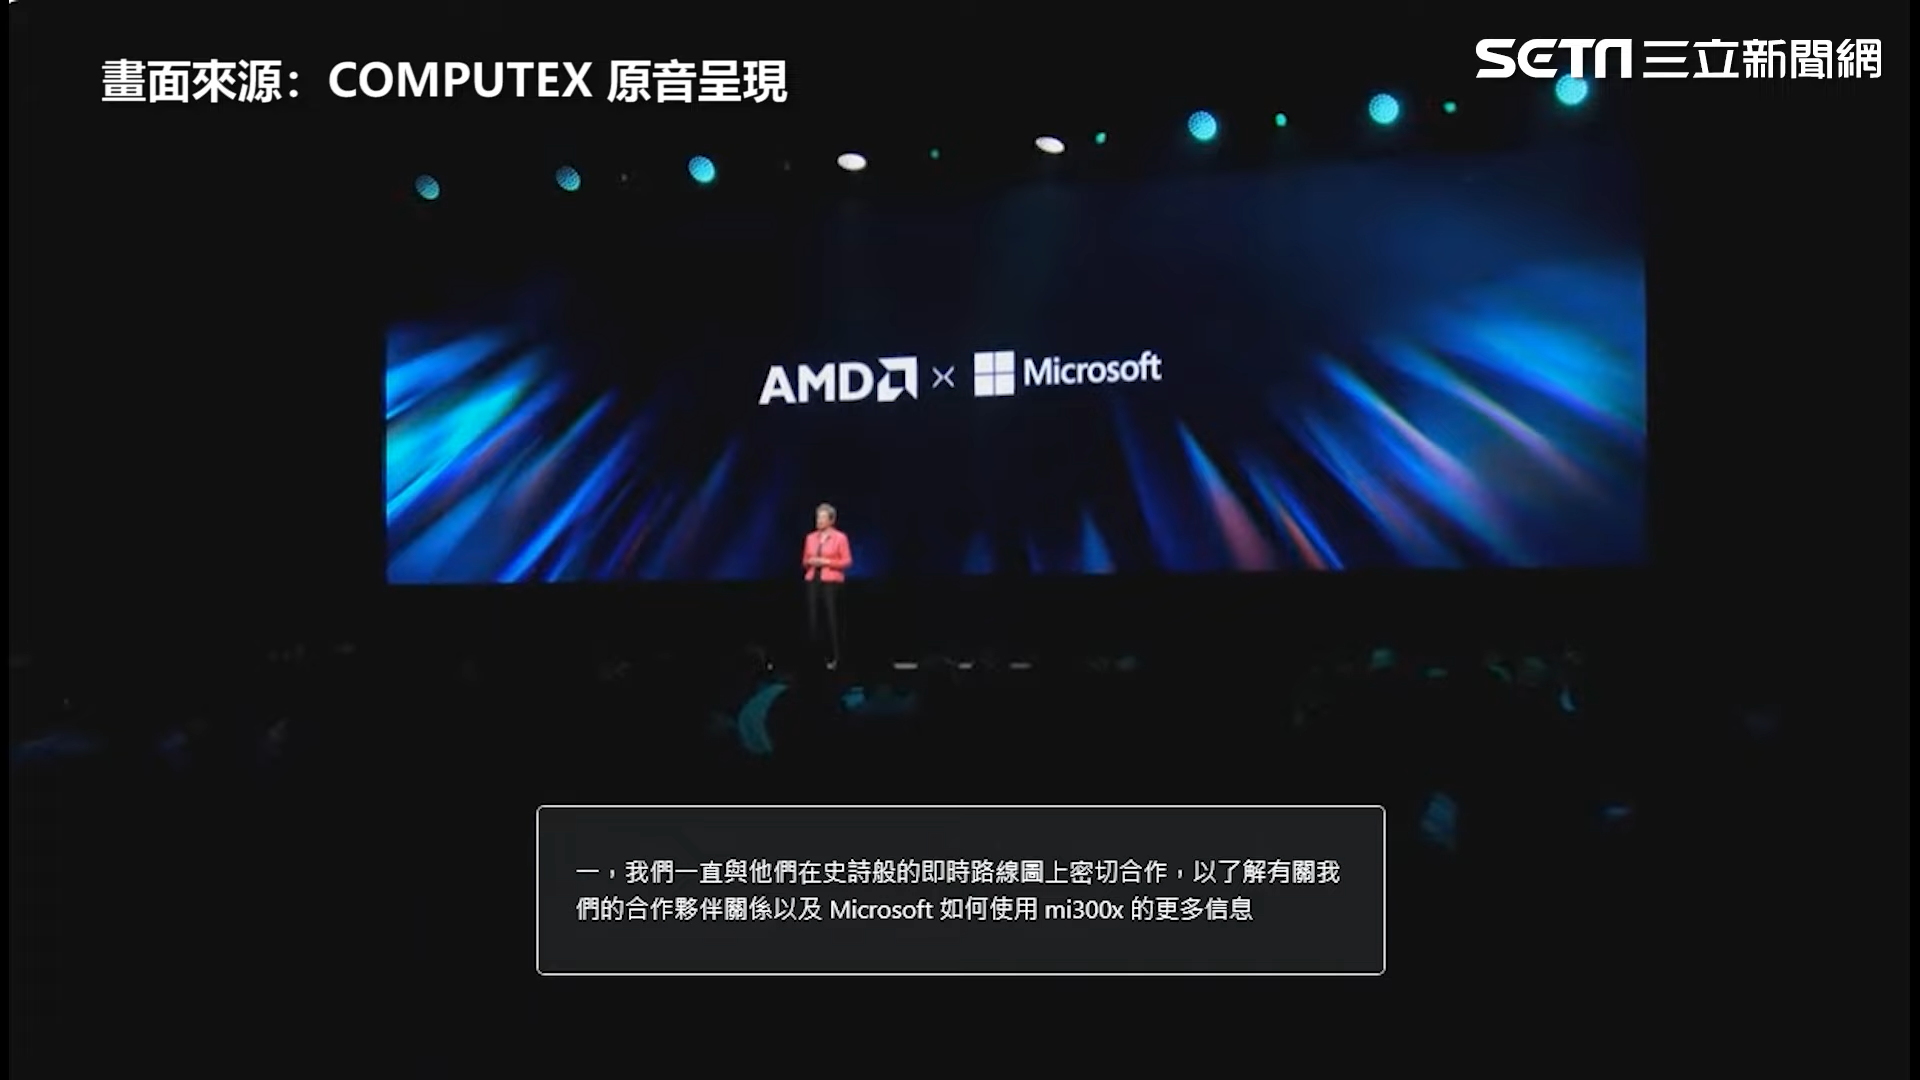 畫面來源：COMPUTEX 原音呈現
SETN三立新聞網
AMD × Microsoft
一，我們一直與他們在史詩般的即時路線圖上密切合作，以了解有關我
們的合作夥伴關係以及 Microsoft 如何使用 mi300x 的更多信息